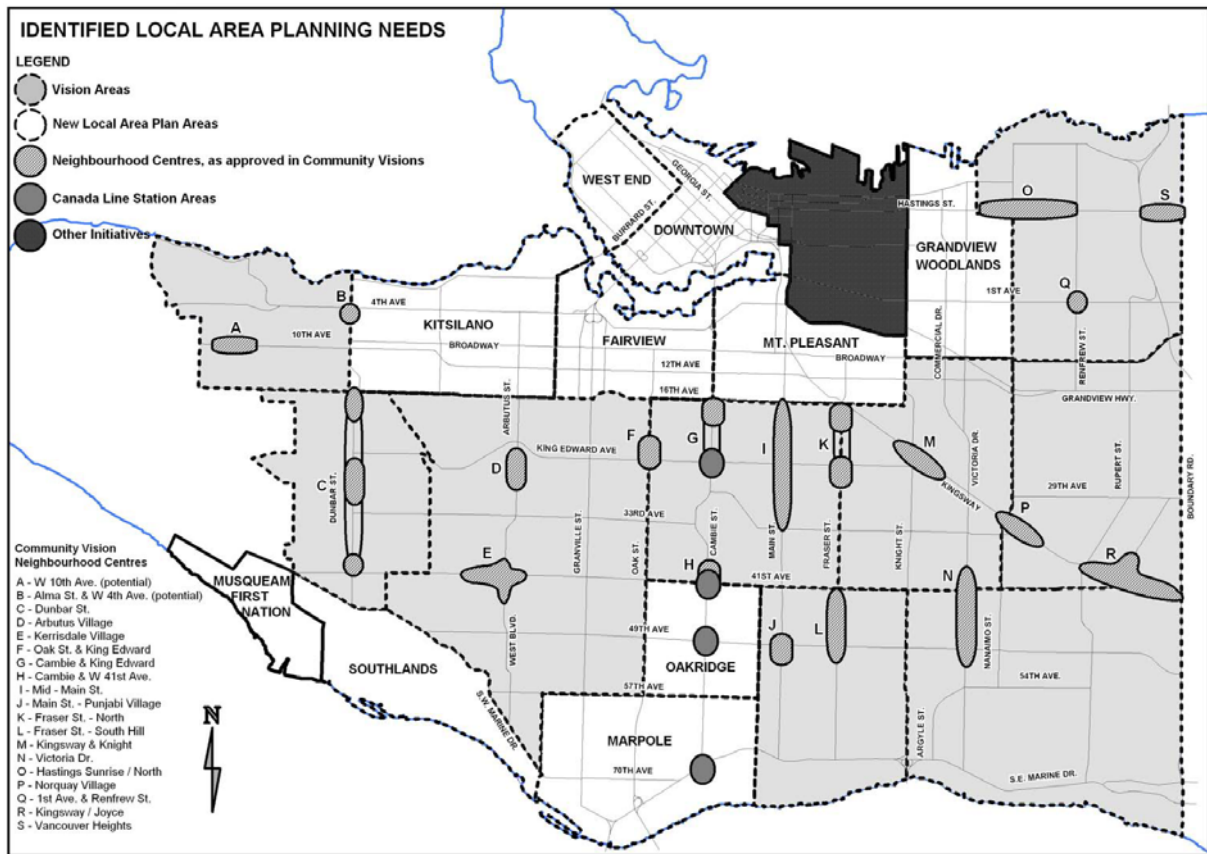 IDENTIFIED LOCAL AREA PLANNING NEEDS
LEGEND
Vision Areas
New Local Area Plan Areas
Neighbourhood Centres, as approved in Community Visions
Canada Line Station Areas
Other Initiatives
WEST END
GEORGIA ST.
BURRARD ST.
DOWNTOWN
HASTINGS ST.
O
S
GRANDVIEW
WOODLANDS
1ST AVE
Q
B
4TH AVE
A
10TH AVE
KITSILANO
BROADWAY
FAIRVIEW
MT. PLEASANT
BROADWAY
COMMERCIAL DR.
RENFREW ST.
12TH AVE
16TH AVE
GRANDVIEW HWY.
ARBUTUS ST.
KING EDWARD AVE
F
G
I
K
M
VICTORIA DR.
RUPERT ST.
BOUNDARY RD.
D
C
DUNBAR ST.
KINGSWAY
29TH AVE
33RD AVE
GRANVILLE ST.
OAK ST.
CAMBIE ST.
MAIN ST.
FRASER ST.
KNIGHT ST.
P
R
E
H
41ST AVE
N
MUSQUEAM
FIRST
NATION
SOUTHLANDS
WEST BLVD.
49TH AVE
OAKRIDGE
J
L
NANAIMO ST.
57TH AVE
54TH AVE.
S.W. MARINE DR.
MARPOLE
70TH AVE
ARGYLE ST.
S.E. MARINE DR.
Community Vision
Neighbourhood Centres
A - W 10th Ave. (potential)
B - Alma St. & W 4th Ave. (potential)
C - Dunbar St.
D - Arbutus Village
E - Kerrisdale Village
F - Oak St. & King Edward
G - Cambie & King Edward
H - Cambie & W 41st Ave.
I - Mid - Main St.
J - Main St. - Punjabi Village
K - Fraser St. - North
L - Fraser St. - South Hill
M - Kingsway & Knight
N - Victoria Dr.
O - Hastings Sunrise / North
P - Norquay Village
Q - 1st Ave. & Renfrew St.
R - Kingsway / Joyce
S - Vancouver Heights
N